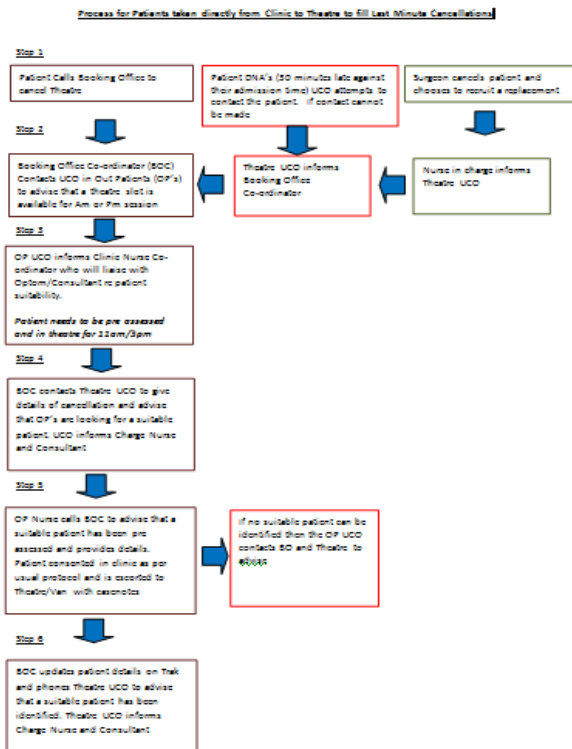 Process for Patients taken directly from Clinic to Theatre to fill Last Minute Cancellations
Step 1
Patient Calls Booking Office to
cancel Theatre
Patient DNA's (30 minutes late against
their admission time) UCO attempts to
contact the patient. If contact cannot
be made
Surgeon cancels patient and
chooses to recruit a replacement
Step 2
Booking Office Co-ordinator (BOC)
Contacts UCO in Out Patients (OP's)
to advise that a theatre slot is
available for Am or Pm session
Theatre UCO informs
Booking Office
Co-ordinator
Nurse in charge informs
Theatre UCO
Step 3
OP UCO informs Clinic Nurse Co-
ordinator who will liaise with
Optom/Consultant re patient
suitability.
Patient needs to be pre assessed
and in theatre for 11am/3pm
Step 4
BOC contacts Theatre UCO to give
details of cancellation and advise
that OP's are looking for a suitable
patient. UCO informs Charge Nurse
and Consultant
Step 5
OP Nurse calls BOC to advise that a
suitable patient has been pre
assessed and provides details.
Patient consented in clinic as per
usual protocol and is escorted to
Theatre/Van with casenotes
If no suitable patient can be
identified then the OP UCO
contacts BO and Theatre to
Step 6
BOC updates patient details on Trak
and phones Theatre UCO to advise
that a suitable patient has been
identified. Theatre UCO informs
Charge Nurse and Consultant